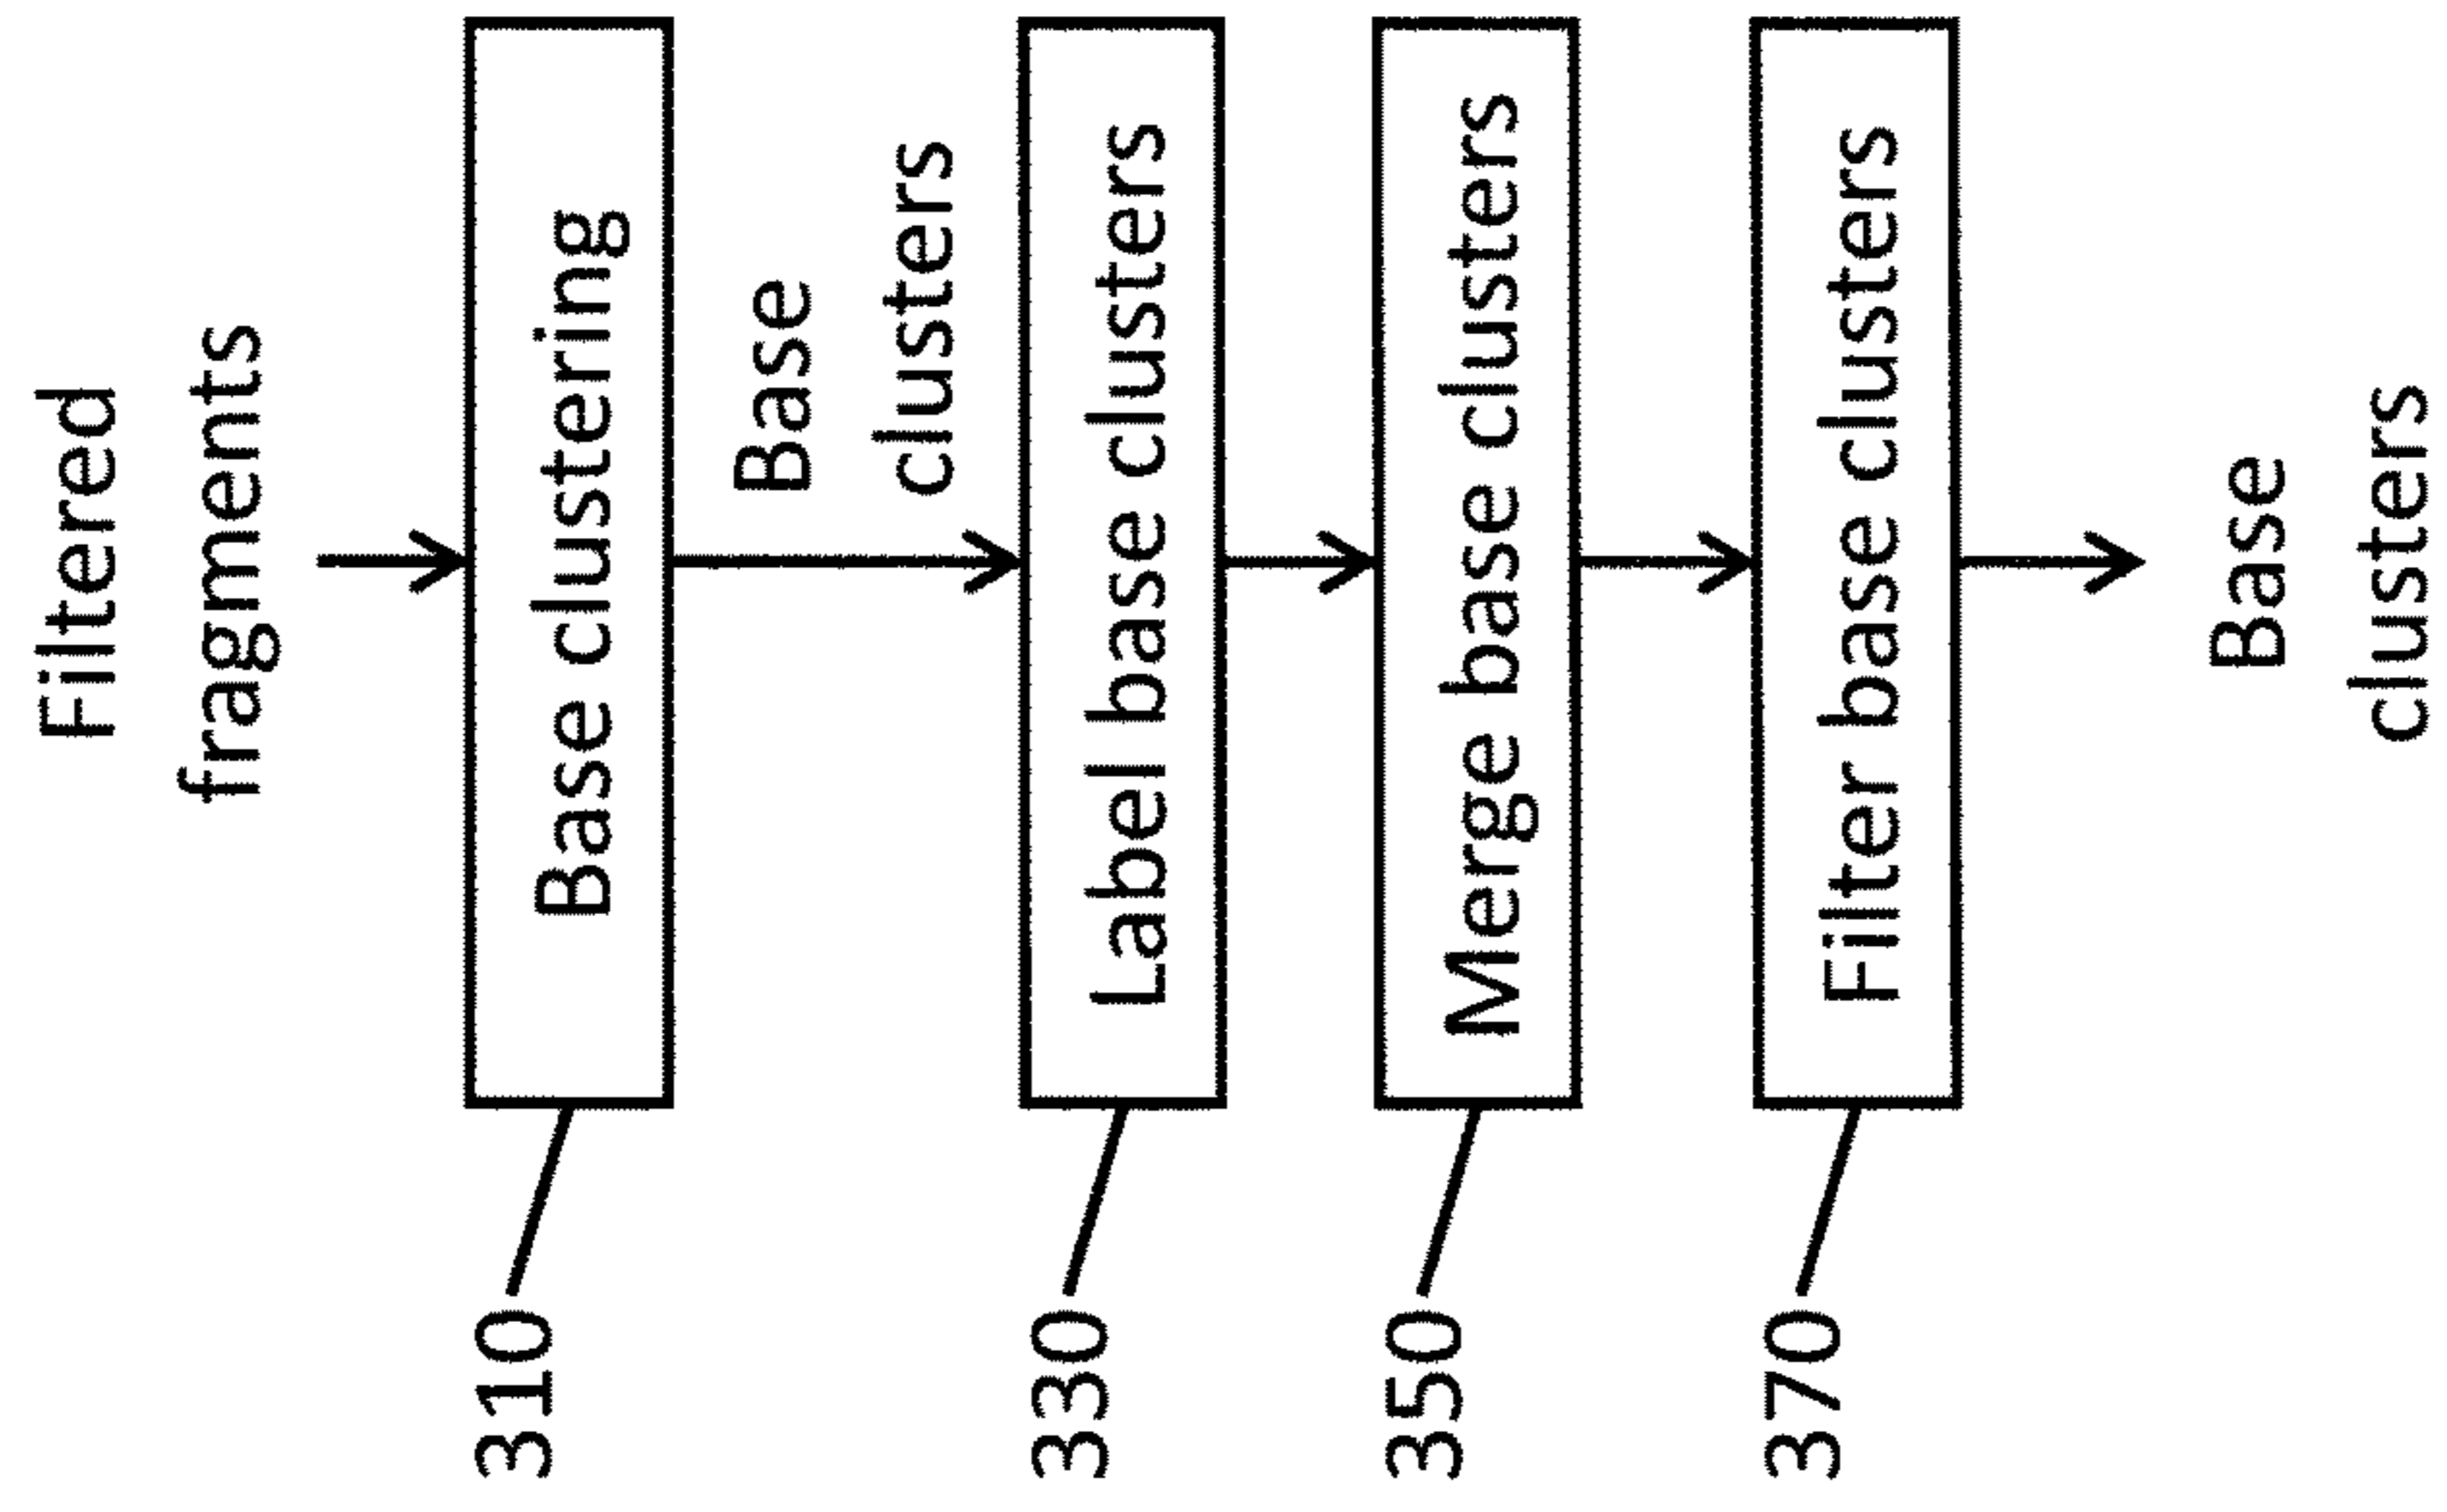 Filtered
fragments
310
Base clustering
Base
clusters
330
Label base clusters
350
Merge base clusters
370
Filter base clusters
Base
clusters